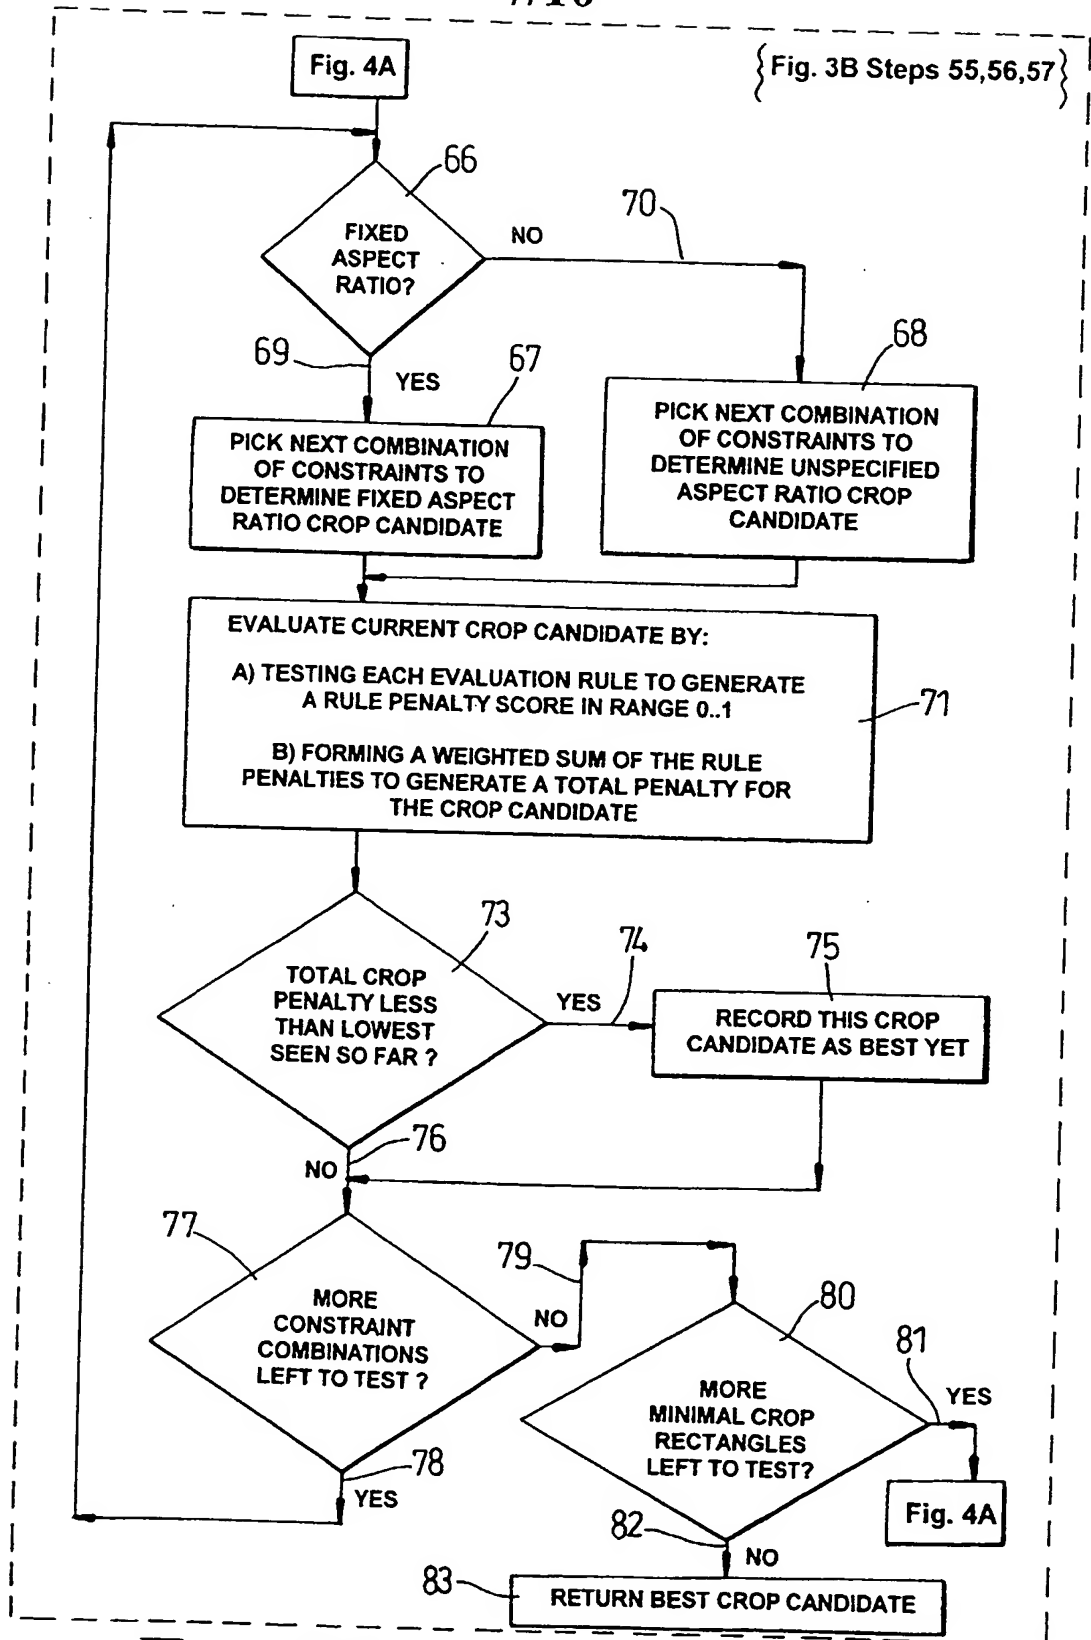 Fig. 4A
{Fig. 3B Steps 55,56,57}
66
FIXED
ASPECT
RATIO?
NO
70
69
YES
67
68
PICK NEXT COMBINATION
OF CONSTRAINTS TO
DETERMINE FIXED ASPECT
RATIO CROP CANDIDATE
PICK NEXT COMBINATION
OF CONSTRAINTS TO
DETERMINE UNSPECIFIED
ASPECT RATIO CROP
CANDIDATE
EVALUATE CURRENT CROP CANDIDATE BY:
A) TESTING EACH EVALUATION RULE TO GENERATE
A RULE PENALTY SCORE IN RANGE 0..1
B) FORMING A WEIGHTED SUM OF THE RULE
PENALTIES TO GENERATE A TOTAL PENALTY FOR
THE CROP CANDIDATE
71
73
TOTAL CROP
PENALTY LESS
THAN LOWEST
SEEN SO FAR ?
YES
74
75
RECORD THIS CROP
CANDIDATE AS BEST YET
76
NO
77
MORE
CONSTRAINT
COMBINATIONS
LEFT TO TEST ?
NO
79
78
YES
80
MORE
MINIMAL CROP
RECTANGLES
LEFT TO TEST?
81
YES
Fig. 4A
82
NO
83
RETURN BEST CROP CANDIDATE